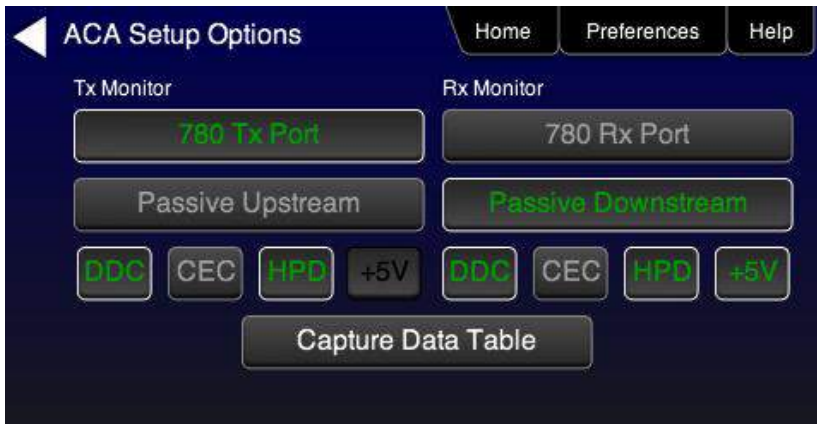 ACA Setup Options
Home Preferences Help
Tx Monitor Rx Monitor
780 Tx Port 780 Rx Port
Passive Upstream Passive Downstream
DDC CEC HPD +5V DDC CEC HPD +5V
Capture Data Table